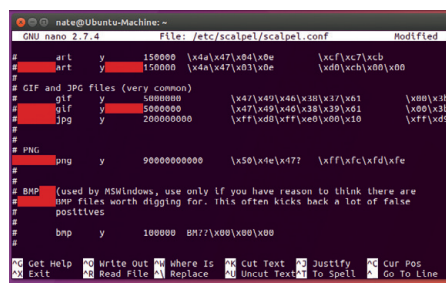 nate@Ubuntu-Machine: ~
GNU nano 2.7.4 File: /etc/scalpel/scalpel.conf Modified
# art y 150000 \x4a\x47\x04\x0e \xcf\xc7\xcb
# art y 150000 \x4a\x47\x03\x0e \xd0\xcb\x00\x00
#
# GIF and JPG files (very common)
# gif y 5000000 \x47\x49\x46\x38\x37\x61 \x00\x3b
# gif y 5000000 \x47\x49\x46\x38\x39\x61 \x00\x3b
# jpg y 200000000 \xff\xd8\xff\xe0\x00\x10 \xff\xd9
#
#
# PNG
# png y 90000000000 \x50\x4e\x47? \xff\xfc\xfd\xfe
#
#
# BMP (used by MSWindows, use only if you have reason to think there are
# BMP files worth digging for. This often kicks back a lot of false
# positives
#
# bmp y 100000 BM??\x00\x00\x00
#
^G Get Help ^O Write Out ^W Where Is ^K Cut Text ^J Justify ^C Cur Pos
^X Exit ^R Read File ^\ Replace ^U Uncut Text ^T To Spell ^_ Go To Line